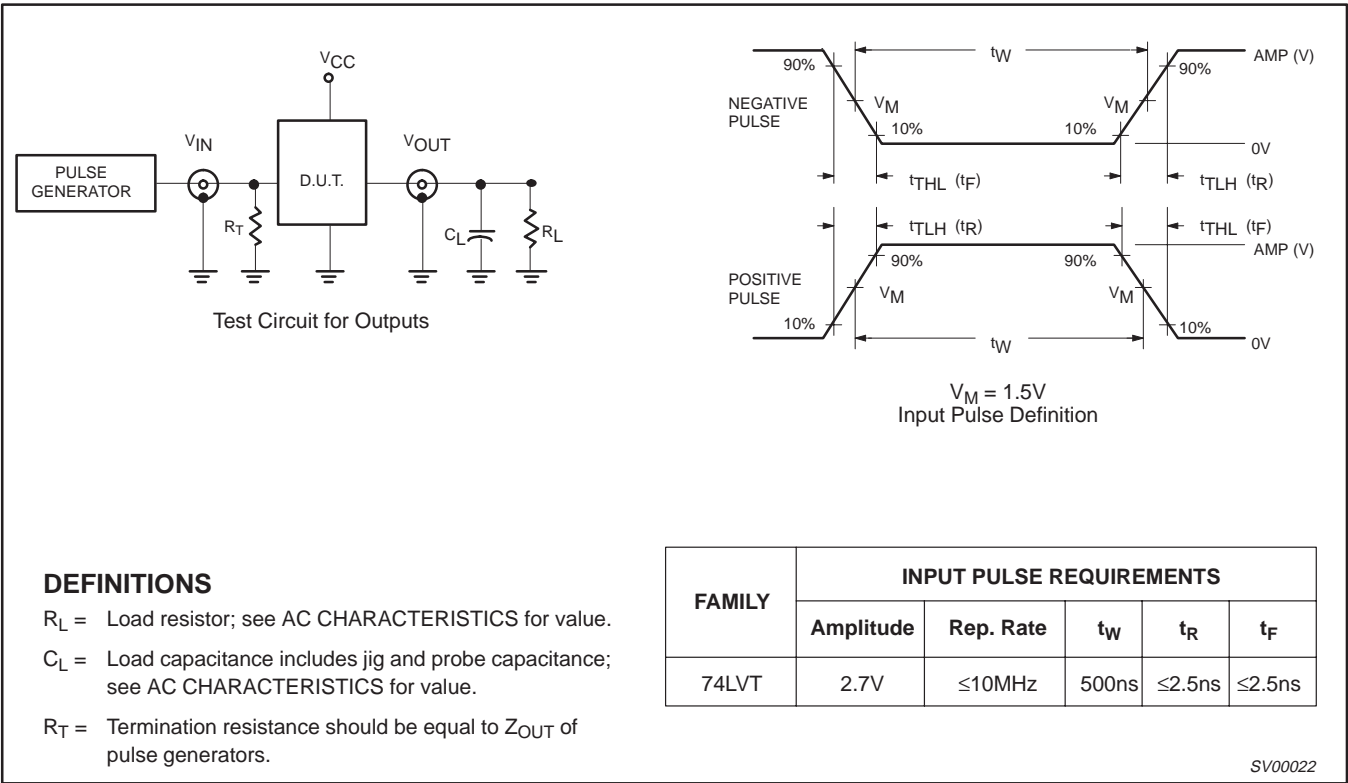 VCC
VIN
VOUT
PULSE
GENERATOR
D.U.T.
RT
CL
RL
Test Circuit for Outputs
90%
tW
90%
AMP (V)
NEGATIVE
PULSE
VM
VM
10%
10%
0V
tTHL (tF)
tTLH (tR)
tTLH (tR)
tTHL (tF)
AMP (V)
90%
90%
POSITIVE
PULSE
VM
VM
10%
10%
tW
0V
VM = 1.5V
Input Pulse Definition
DEFINITIONS
RL = Load resistor; see AC CHARACTERISTICS for value.
CL = Load capacitance includes jig and probe capacitance;
see AC CHARACTERISTICS for value.
RT = Termination resistance should be equal to ZOUT of
pulse generators.
FAMILY
INPUT PULSE REQUIREMENTS
Amplitude Rep. Rate tW tR tF
74LVT 2.7V ≤10MHz 500ns ≤2.5ns ≤2.5ns
SV00022